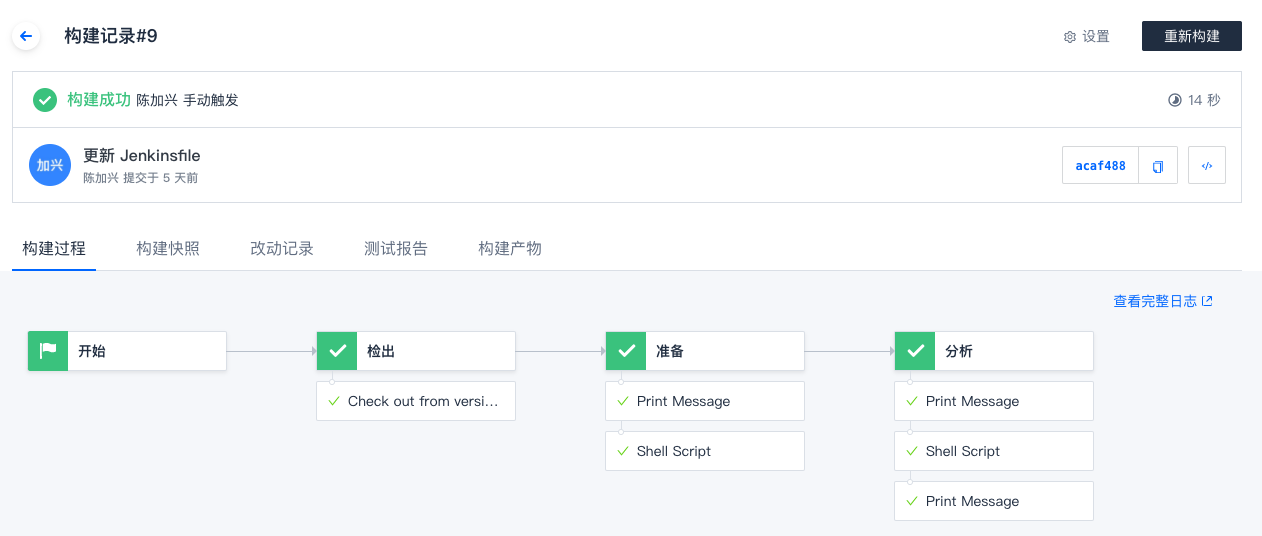 构建记录#9
设置
重新构建
构建成功 陈加兴 手动触发
14 秒
加兴
更新 Jenkinsfile
陈加兴 提交于 5 天前
acaf488
构建过程
构建快照
改动记录
测试报告
构建产物
查看完整日志
开始
检出
准备
分析
Check out from versi...
Print Message
Print Message
Shell Script
Shell Script
Print Message